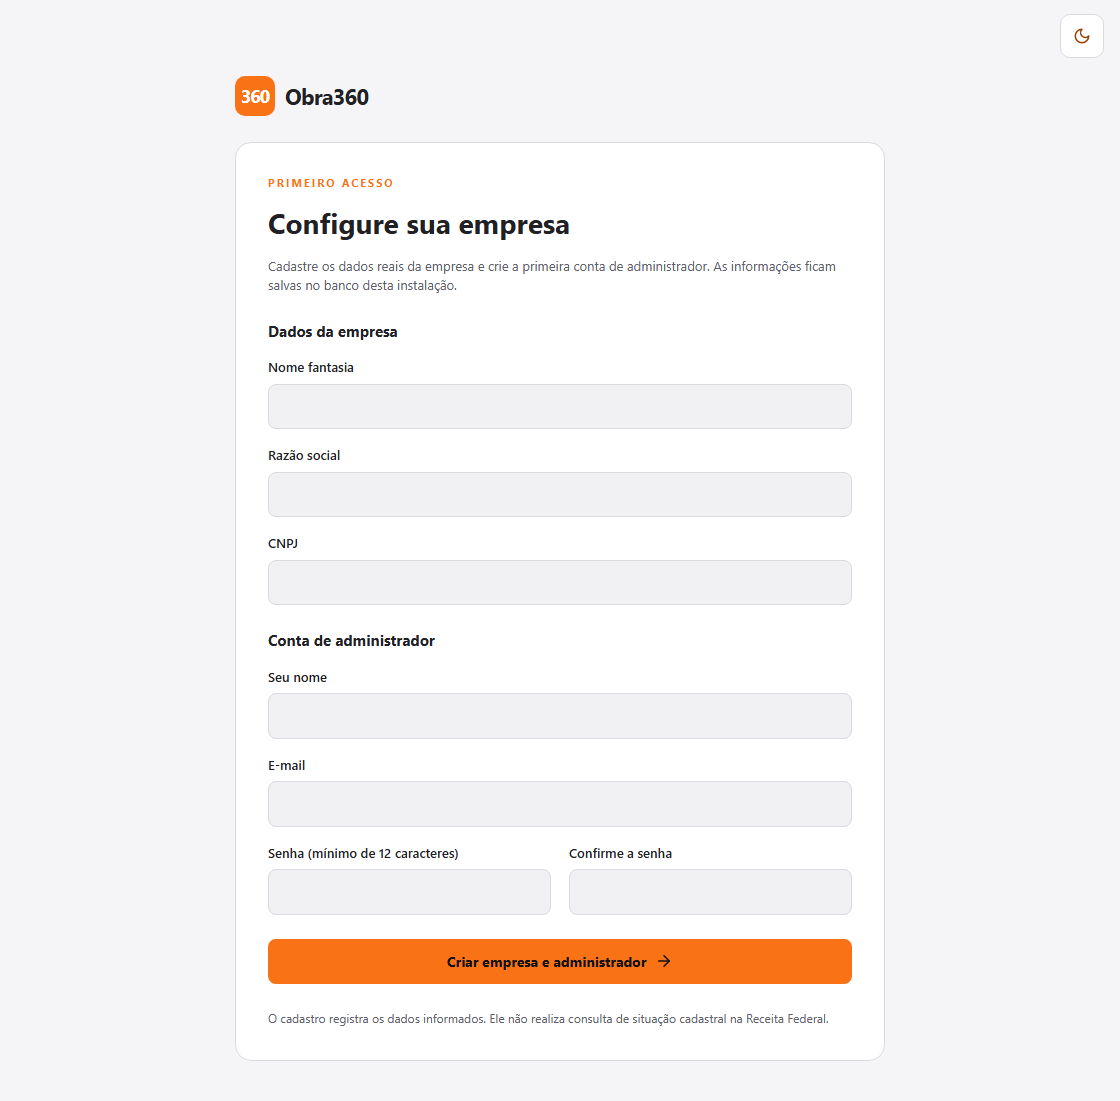 360 Obra360
PRIMEIRO ACESSO
Configure sua empresa
Cadastre os dados reais da empresa e crie a primeira conta de administrador. As informações ficam
salvas no banco desta instalação.
Dados da empresa
Nome fantasia
Razão social
CNPJ
Conta de administrador
Seu nome
E-mail
Senha (mínimo de 12 caracteres) Confirme a senha
Criar empresa e administrador →
O cadastro registra os dados informados. Ele não realiza consulta de situação cadastral na Receita Federal.